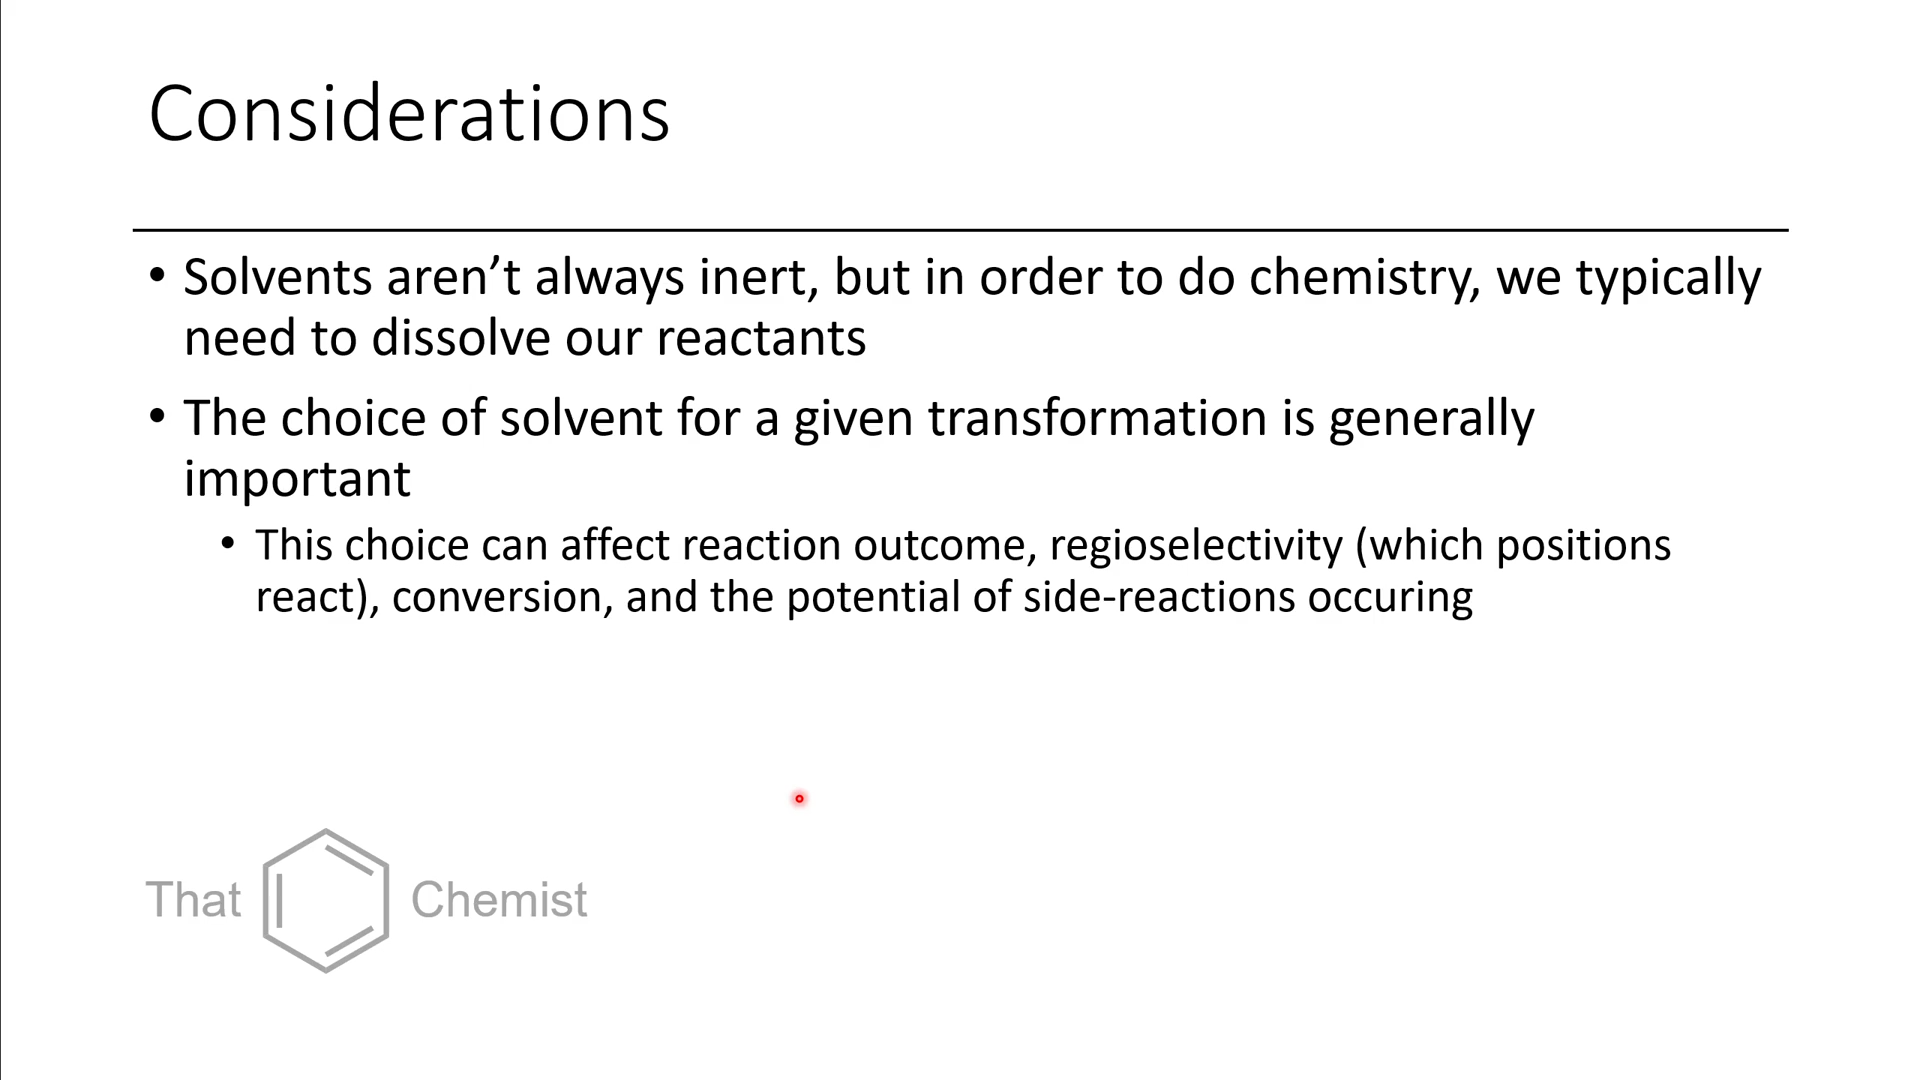 Considerations
• Solvents aren’t always inert, but in order to do chemistry, we typically
need to dissolve our reactants
• The choice of solvent for a given transformation is generally
important
• This choice can affect reaction outcome, regioselectivity (which positions
react), conversion, and the potential of side-reactions occuring
That Chemist